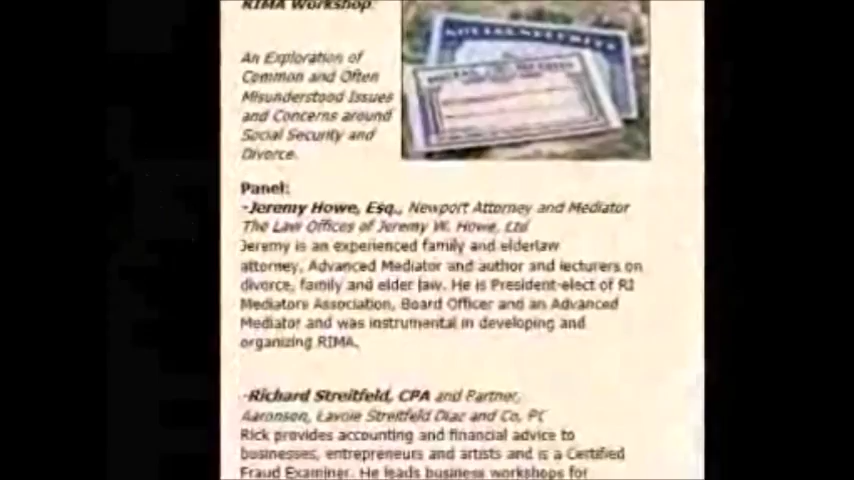 RIMA Workshop:
An Exploration of
Common and Often
Misunderstood Issues
and Concerns around
Social Security and
Divorce.
SOCIAL SECURITY
Panel:
-Jeremy Howe, Esq., Newport Attorney and Mediator
The Law Offices of Jeremy W. Howe, Ltd
Jeremy is an experienced family and elderlaw
attorney, Advanced Mediator and author and lecturers on
divorce, family and elder law. He is President-elect of RI
Mediators Association, Board Officer and an Advanced
Mediator and was instrumental in developing and
organizing RIMA.
-Richard Streitfeld, CPA and Partner,
Aaronson, Lavoie Streitfeld Diaz and Co, PC
Rick provides accounting and financial advice to
businesses, entrepreneurs and artists and is a Certified
Fraud Examiner. He leads business workshops for